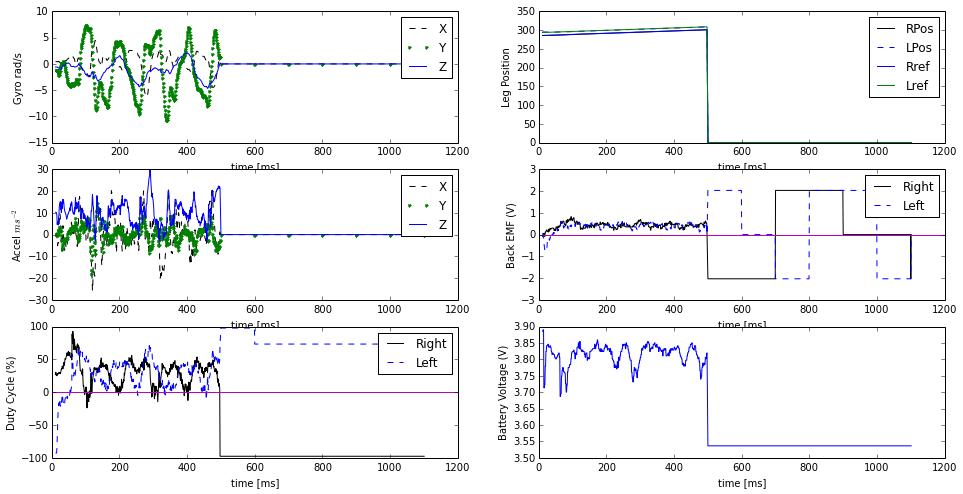 10
5
0
−5
−10
−15
Gyro rad/s
X
Y
Z
0 200 400 600 800 1000 1200
time [ms]
350
300
250
200
150
100
50
0
Leg Position
RPos
LPos
Rref
Lref
0 200 400 600 800 1000 1200
time [ms]
30
20
10
0
−10
−20
−30
Accel ms⁻²
X
Y
Z
0 200 400 600 800 1000 1200
time [ms]
3
2
1
0
−1
−2
−3
Back EMF (V)
Right
Left
0 200 400 600 800 1000 1200
time [ms]
100
50
0
−50
−100
Duty Cycle (%)
Right
Left
0 200 400 600 800 1000 1200
time [ms]
3.90
3.85
3.80
3.75
3.70
3.65
3.60
3.55
3.50
Battery Voltage (V)
0 200 400 600 800 1000 1200
time [ms]